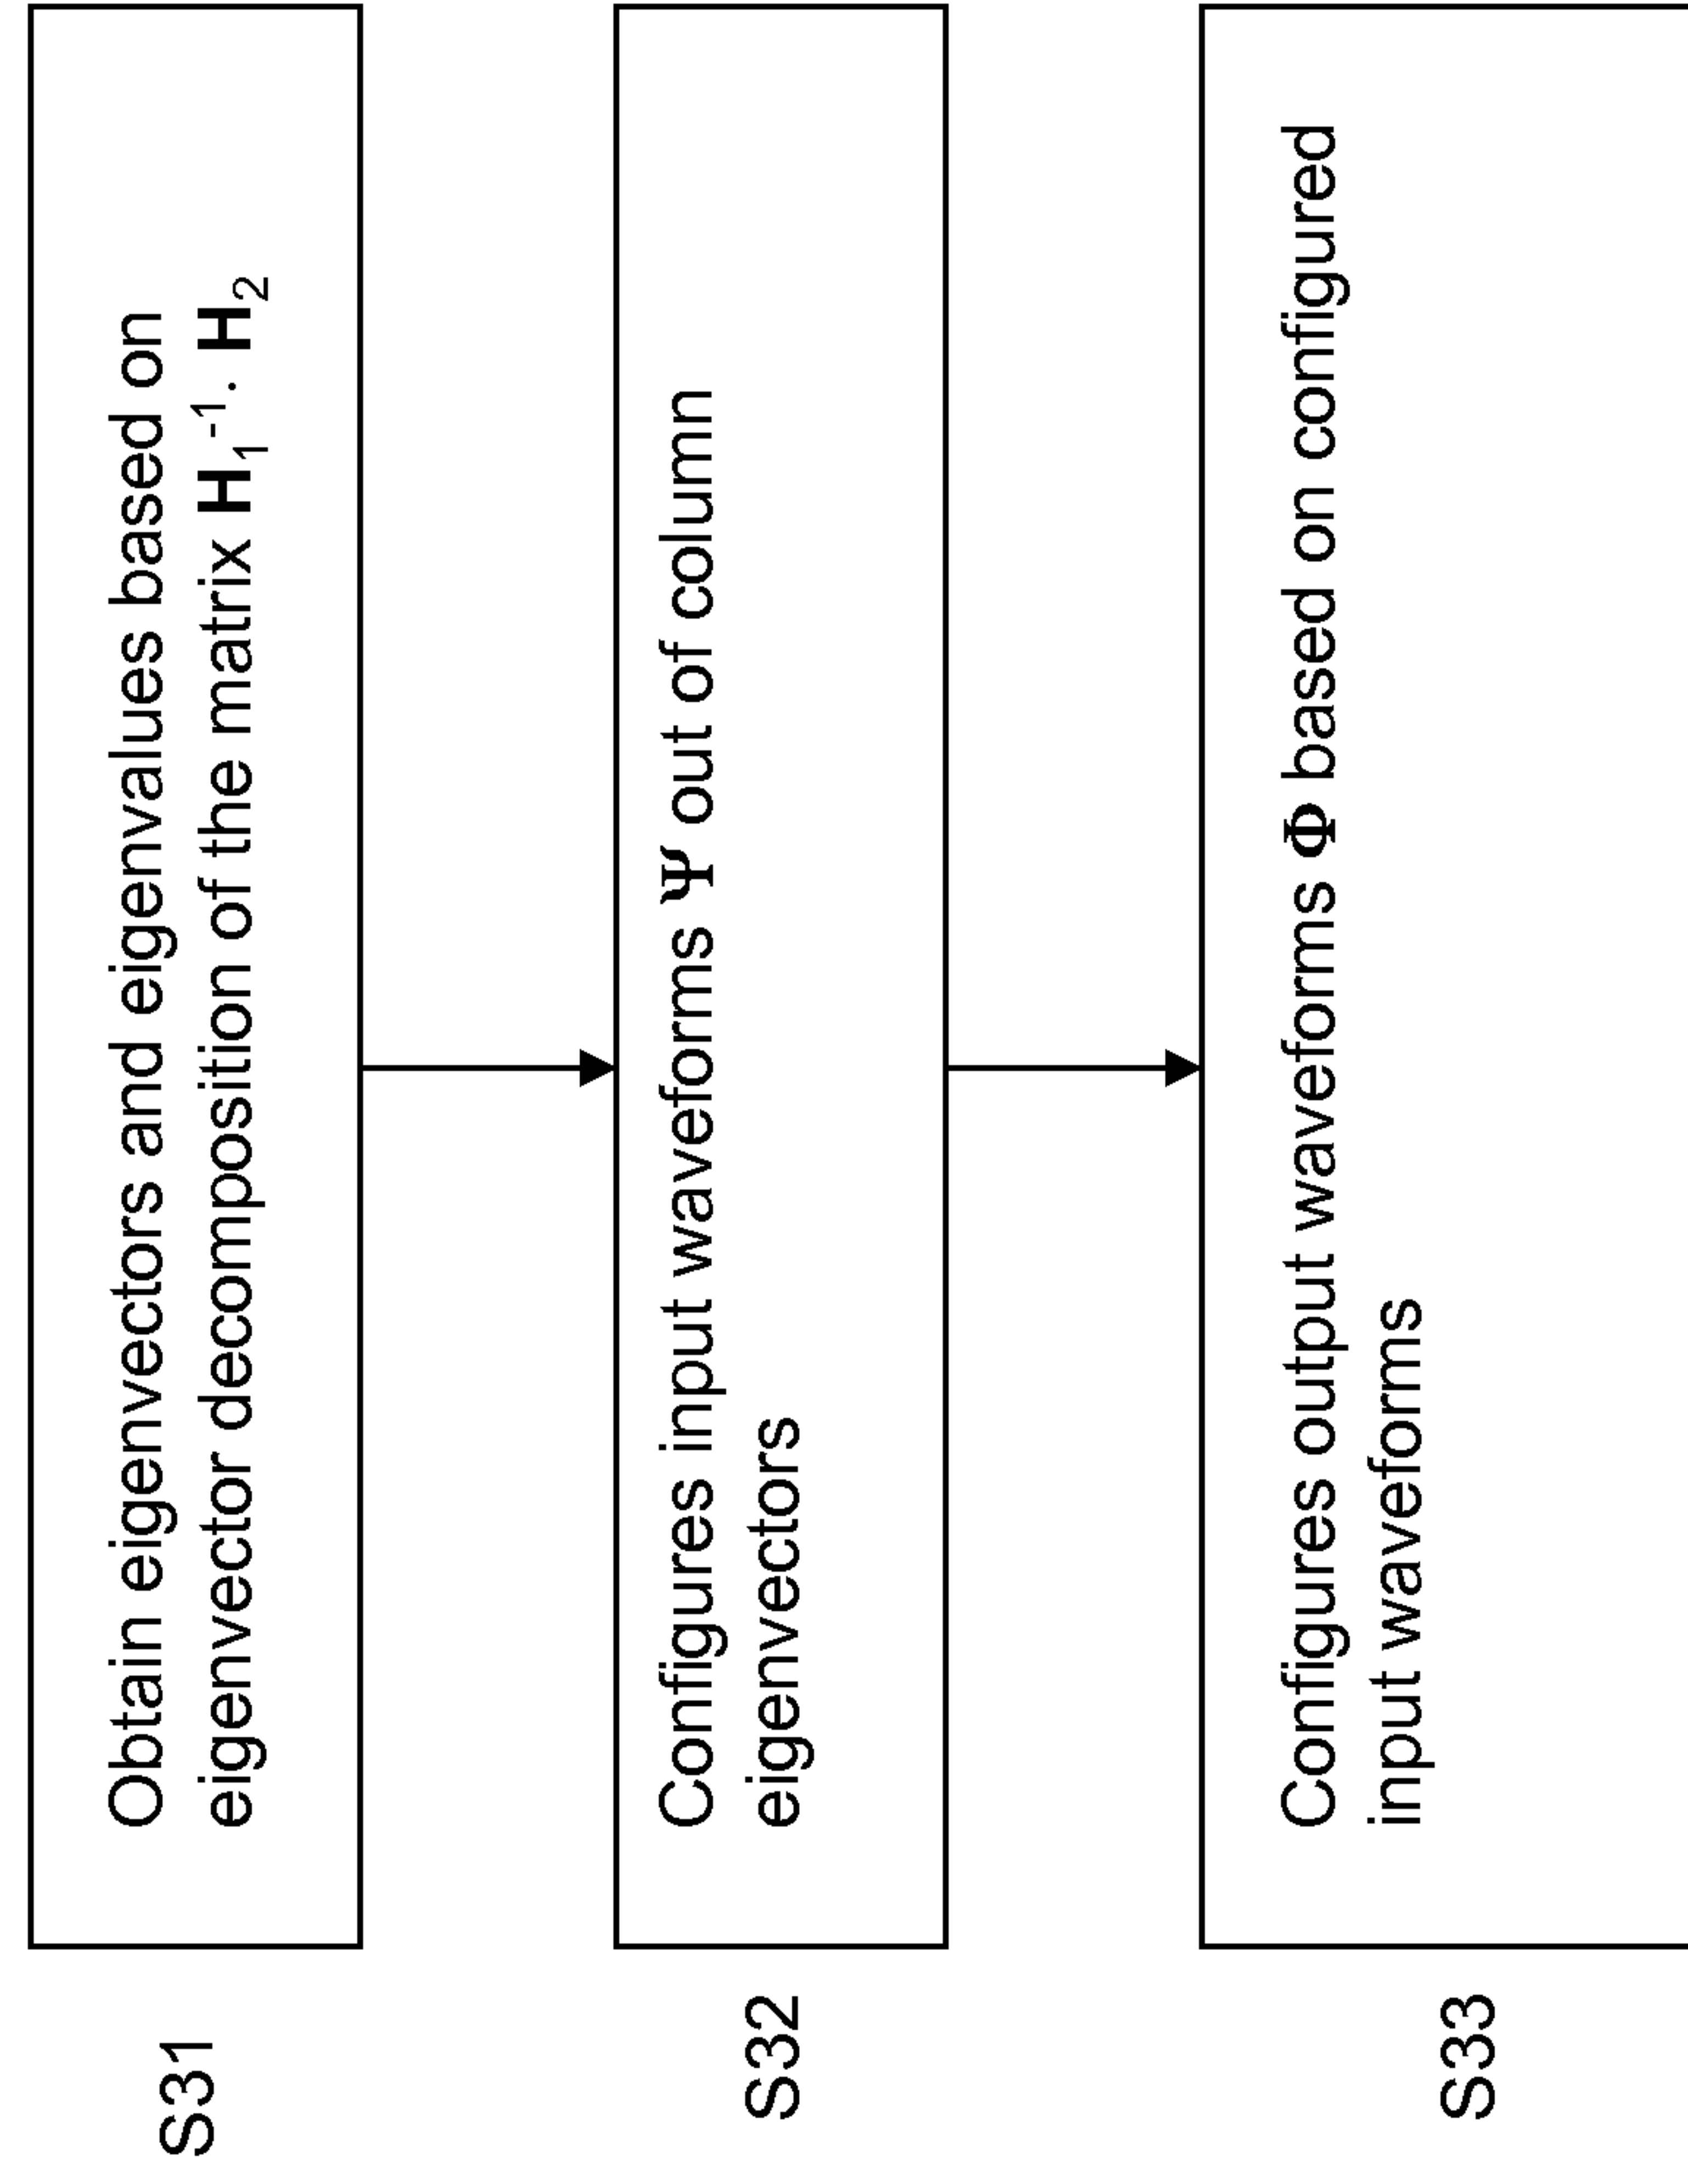 S31
Obtain eigenvectors and eigenvalues based on
eigenvector decomposition of the matrix H₁⁻¹· H₂
S32
Configures input waveforms Ψ out of column
eigenvectors
S33
Configures output waveforms Φ based on configured
input waveforms